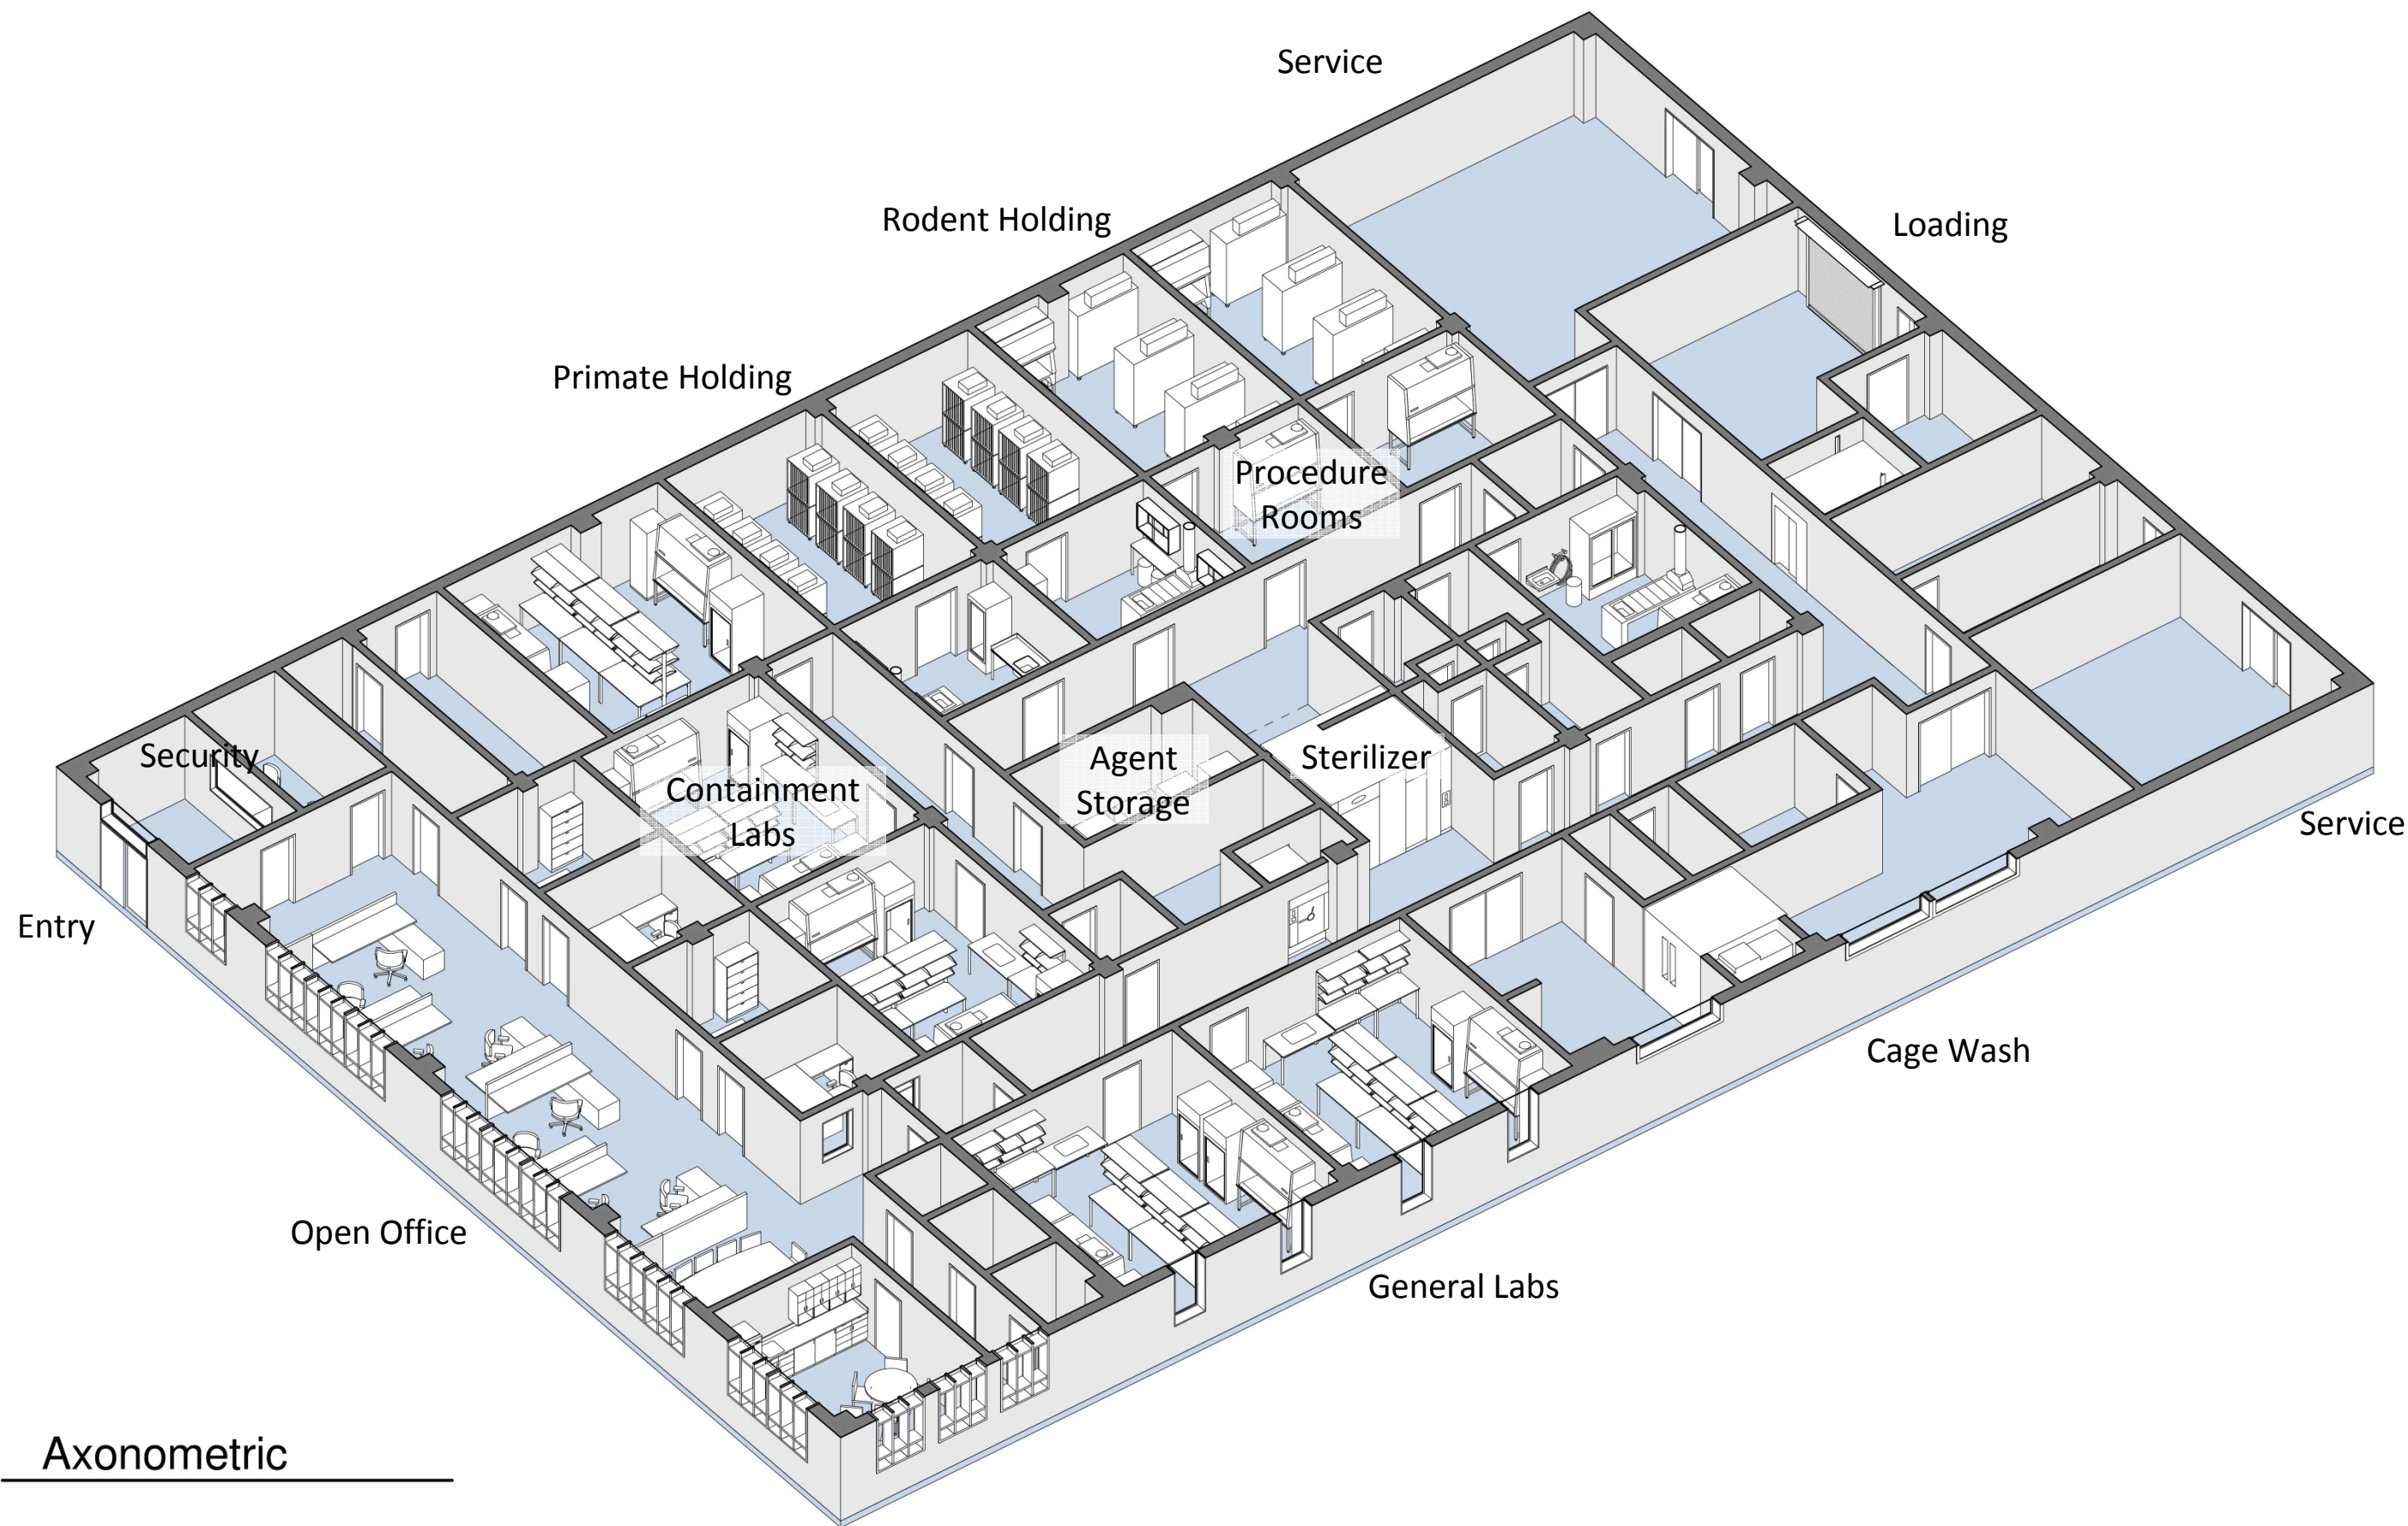 Service
Rodent Holding
Loading
Primate Holding
Procedure
Rooms
Security
Agent
Storage
Sterilizer
Containment
Labs
Service
Entry
Cage Wash
Open Office
General Labs
Axonometric